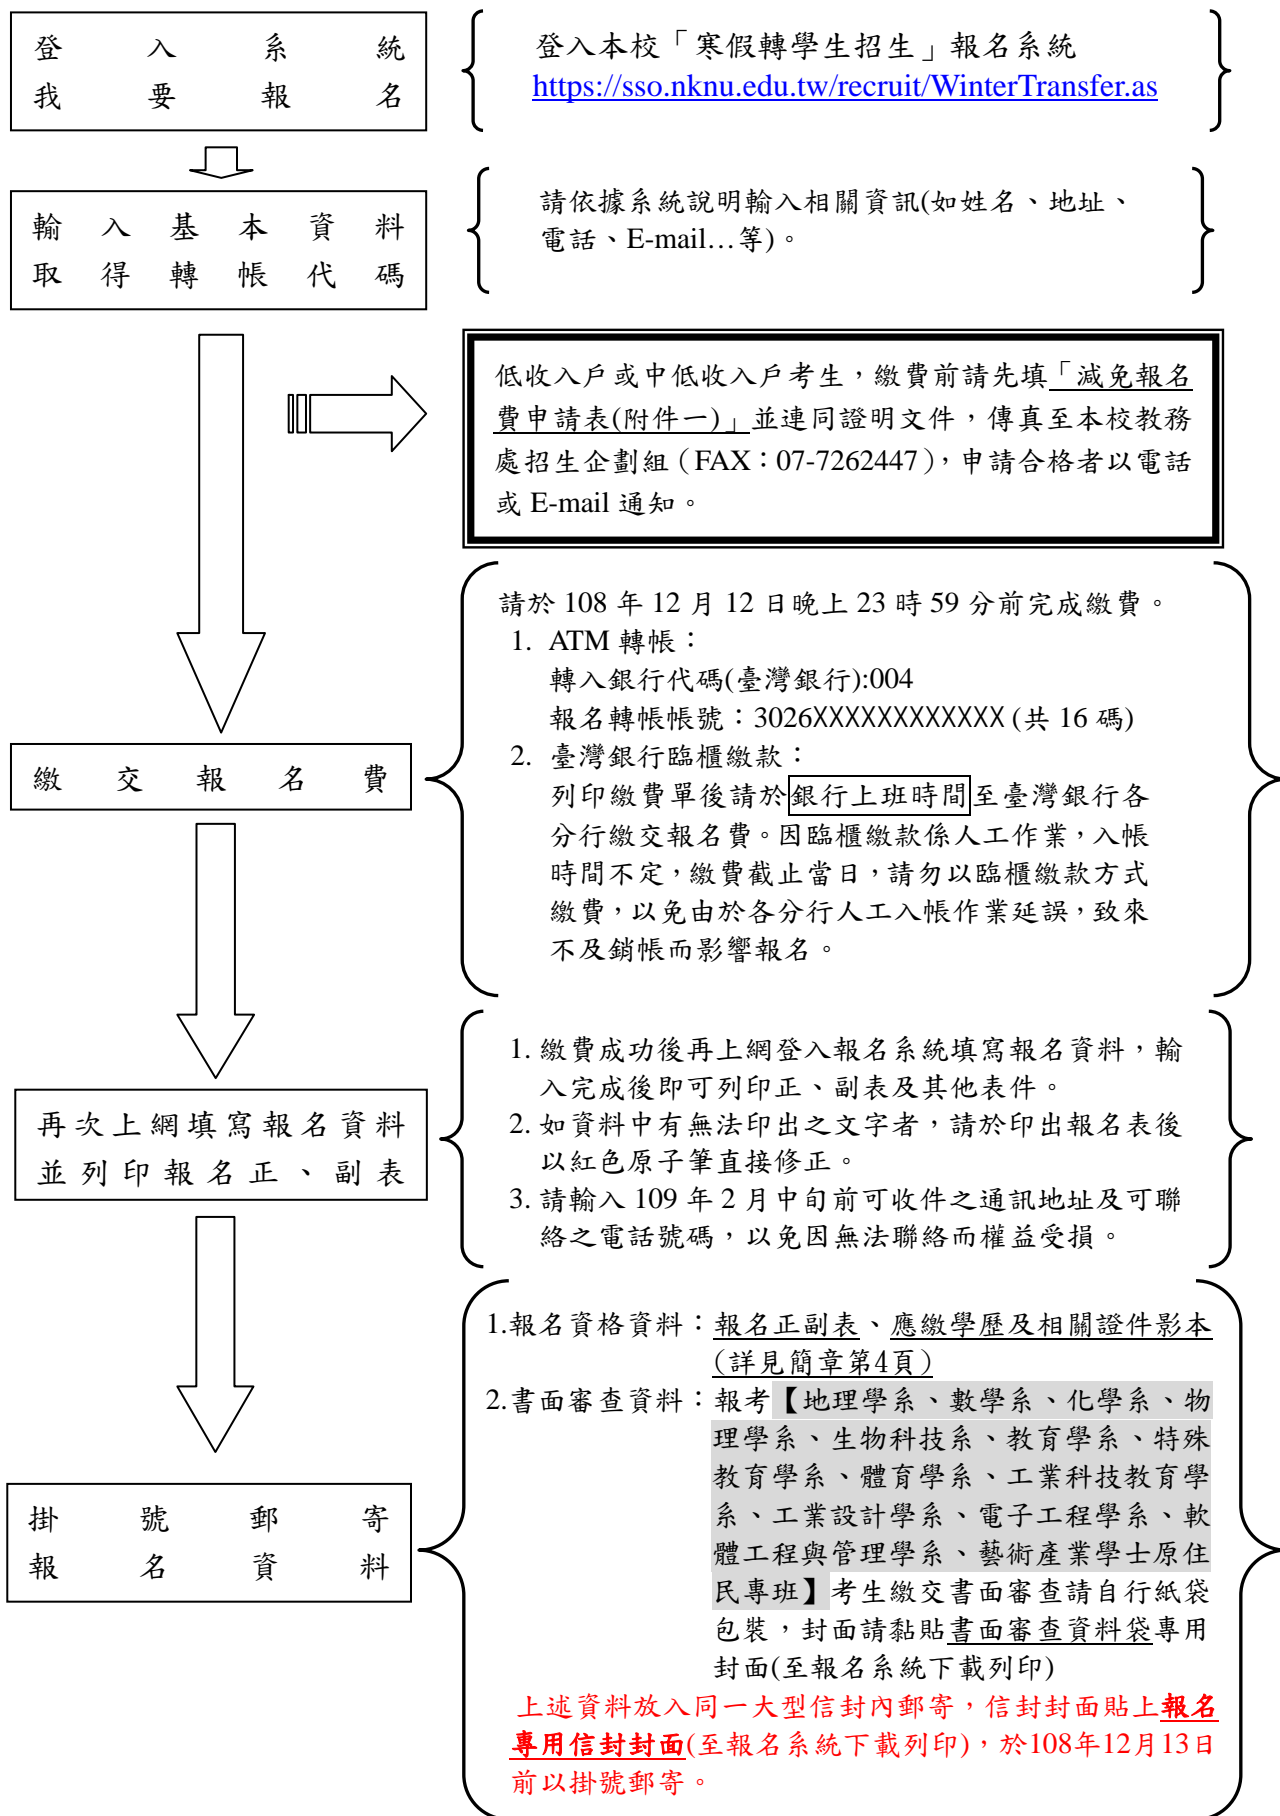 登入系統
我要報名
登入本校「寒假轉學生招生」報名系統
https://sso.nknu.edu.tw/recruit/WinterTransfer.as
輸入基本資料
取得轉帳代碼
請依據系統說明輸入相關資訊(如姓名、地址、
電話、E-mail…等)。
低收入戶或中低收入戶考生，繳費前請先填「減免報名
費申請表(附件一)」並連同證明文件，傳真至本校教務
處招生企劃組（FAX：07-7262447），申請合格者以電話
或 E-mail 通知。
繳交報名費
請於 108 年 12 月 12 日晚上 23 時 59 分前完成繳費。
1. ATM 轉帳：
轉入銀行代碼(臺灣銀行):004
報名轉帳帳號：3026XXXXXXXXXXXX (共 16 碼)
2. 臺灣銀行臨櫃繳款：
列印繳費單後請於銀行上班時間至臺灣銀行各
分行繳交報名費。因臨櫃繳款係人工作業，入帳
時間不定，繳費截止當日，請勿以臨櫃繳款方式
繳費，以免由於各分行人工入帳作業延誤，致來
不及銷帳而影響報名。
再次上網填寫報名資料
並列印報名正、副表
1. 繳費成功後再上網登入報名系統填寫報名資料，輸
入完成後即可列印正、副表及其他表件。
2. 如資料中有無法印出之文字者，請於印出報名表後
以紅色原子筆直接修正。
3. 請輸入 109 年 2 月中旬前可收件之通訊地址及可聯
絡之電話號碼，以免因無法聯絡而權益受損。
掛號郵寄
報名資料
1.報名資格資料：報名正副表、應繳學歷及相關證件影本
(詳見簡章第4頁)
2.書面審查資料：報考【地理學系、數學系、化學系、物
理學系、生物科技系、教育學系、特殊
教育學系、體育學系、工業科技教育學
系、工業設計學系、電子工程學系、軟
體工程與管理學系、藝術產業學士原住
民專班】考生繳交書面審查請自行紙袋
包裝，封面請黏貼書面審查資料袋專用
封面(至報名系統下載列印)
上述資料放入同一大型信封內郵寄，信封封面貼上報名
專用信封封面(至報名系統下載列印)，於108年12月13日
前以掛號郵寄。